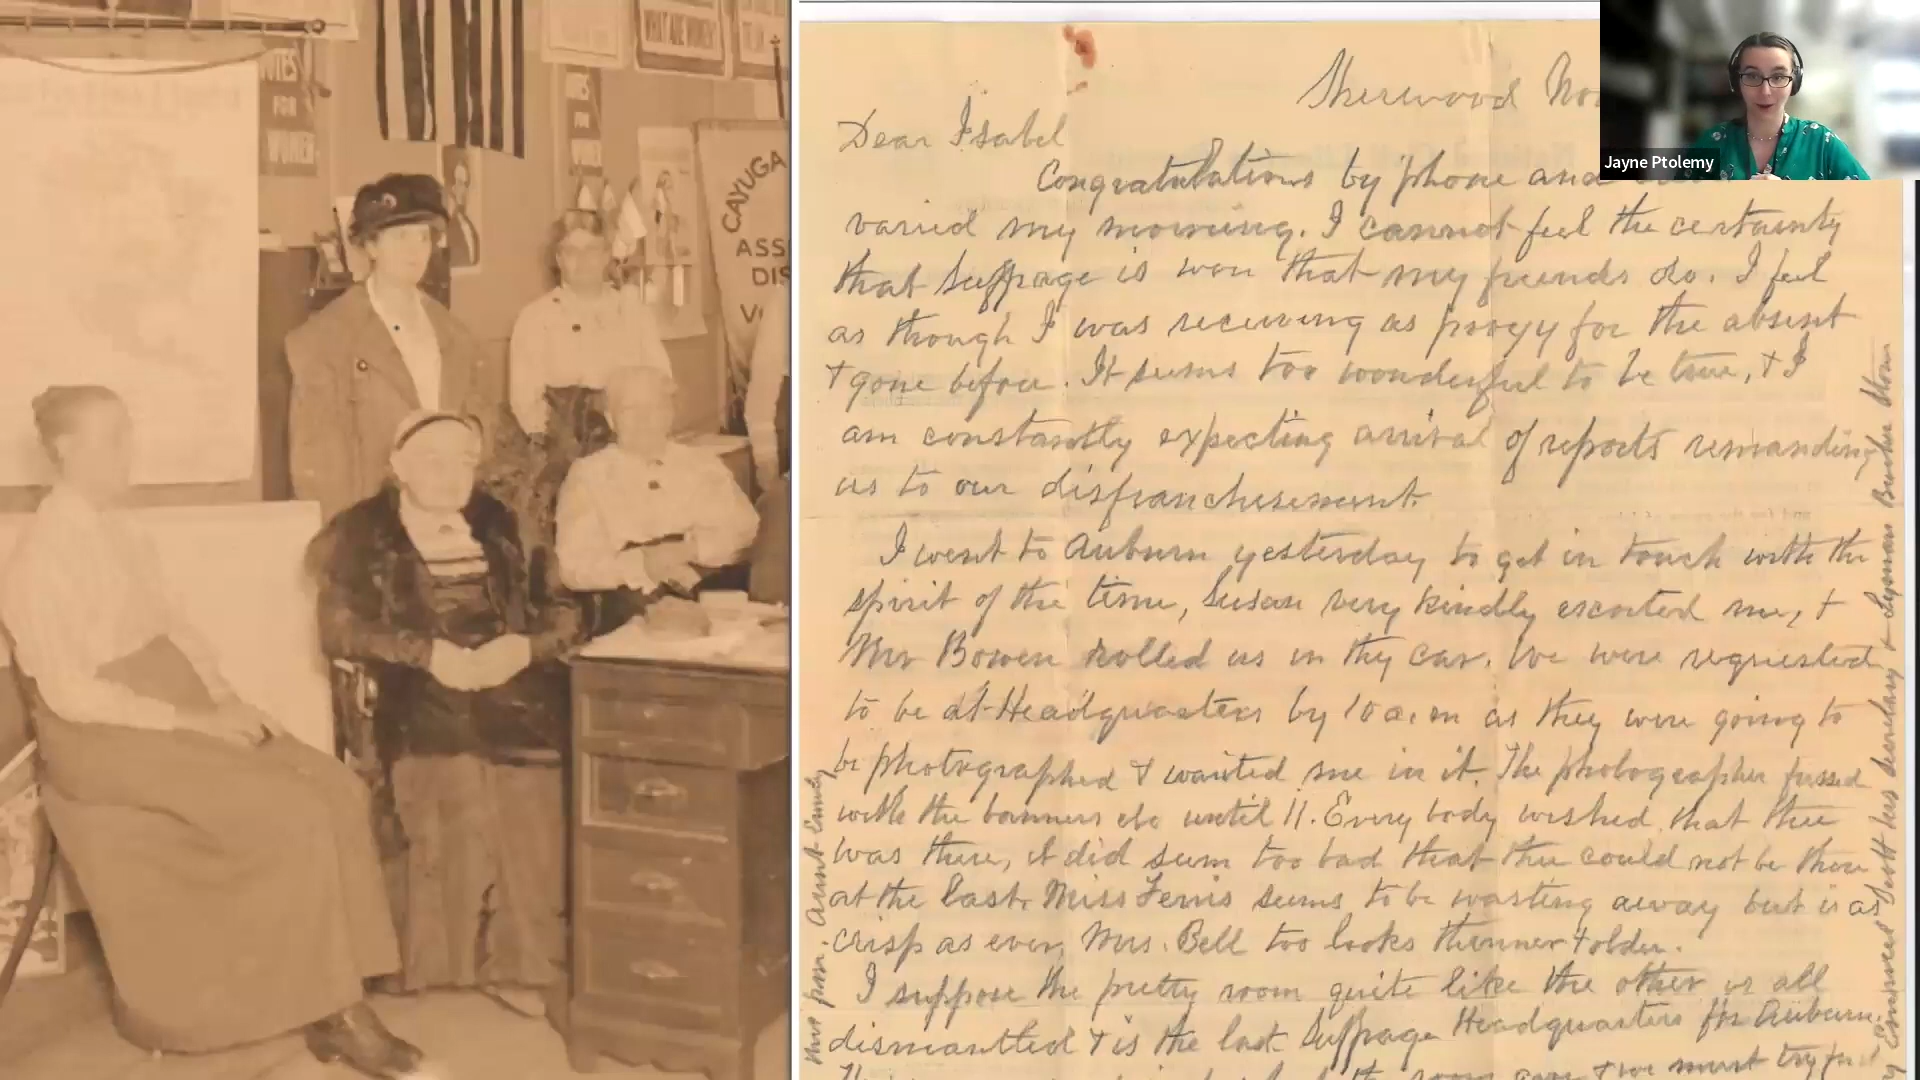 WHAT ARE WOMEN
VOTES
FOR
WOMEN
FOR
CAYUGA
ASS
DIS
Jayne Ptolemy
Sherwood
Dear Isabel
Congratulations by phone and
varied my morning. I cannot feel the certainty
that Suffrage is won that my friends do. I feel
as though I was receiving as proxy for the absent
& gone before. It seems too wonderful to be true, & I
am constantly expecting arrival of reports remanding
us to our disfranchisement.
I went to Auburn yesterday to get in touch with the
spirit of the time, Susan very kindly escorted me, &
Mr Bowen rolled us in thy car. We were requested
to be at Headquarters by 10 a.m as they were going to
be photographed & wanted me in it. The photographer fussed
with the banners etc until 11. Every body wished that thee
was there, it did seem too bad that thee could not be there
at the last. Miss Ferris seems to be wasting away but is as
crisp as ever, Mrs. Bell too looks thinner & older.
I suppose the pretty room quite like the other is all
dismantled & is the last Suffrage Headquarters for Auburn.
must try
Aunt Emily
secretary & Lyman